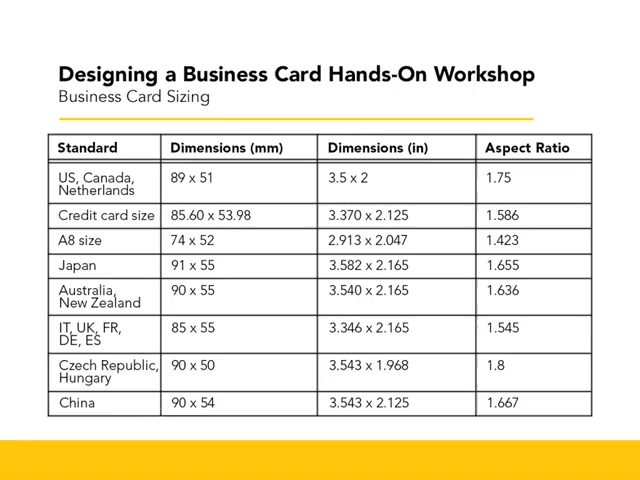 Designing a Business Card Hands-On Workshop
Business Card Sizing
Standard Dimensions (mm) Dimensions (in) Aspect Ratio
US, Canada, Netherlands 89 x 51 3.5 x 2 1.75
Credit card size 85.60 x 53.98 3.370 x 2.125 1.586
A8 size 74 x 52 2.913 x 2.047 1.423
Japan 91 x 55 3.582 x 2.165 1.655
Australia, New Zealand 90 x 55 3.540 x 2.165 1.636
IT, UK, FR, DE, ES 85 x 55 3.346 x 2.165 1.545
Czech Republic, Hungary 90 x 50 3.543 x 1.968 1.8
China 90 x 54 3.543 x 2.125 1.667